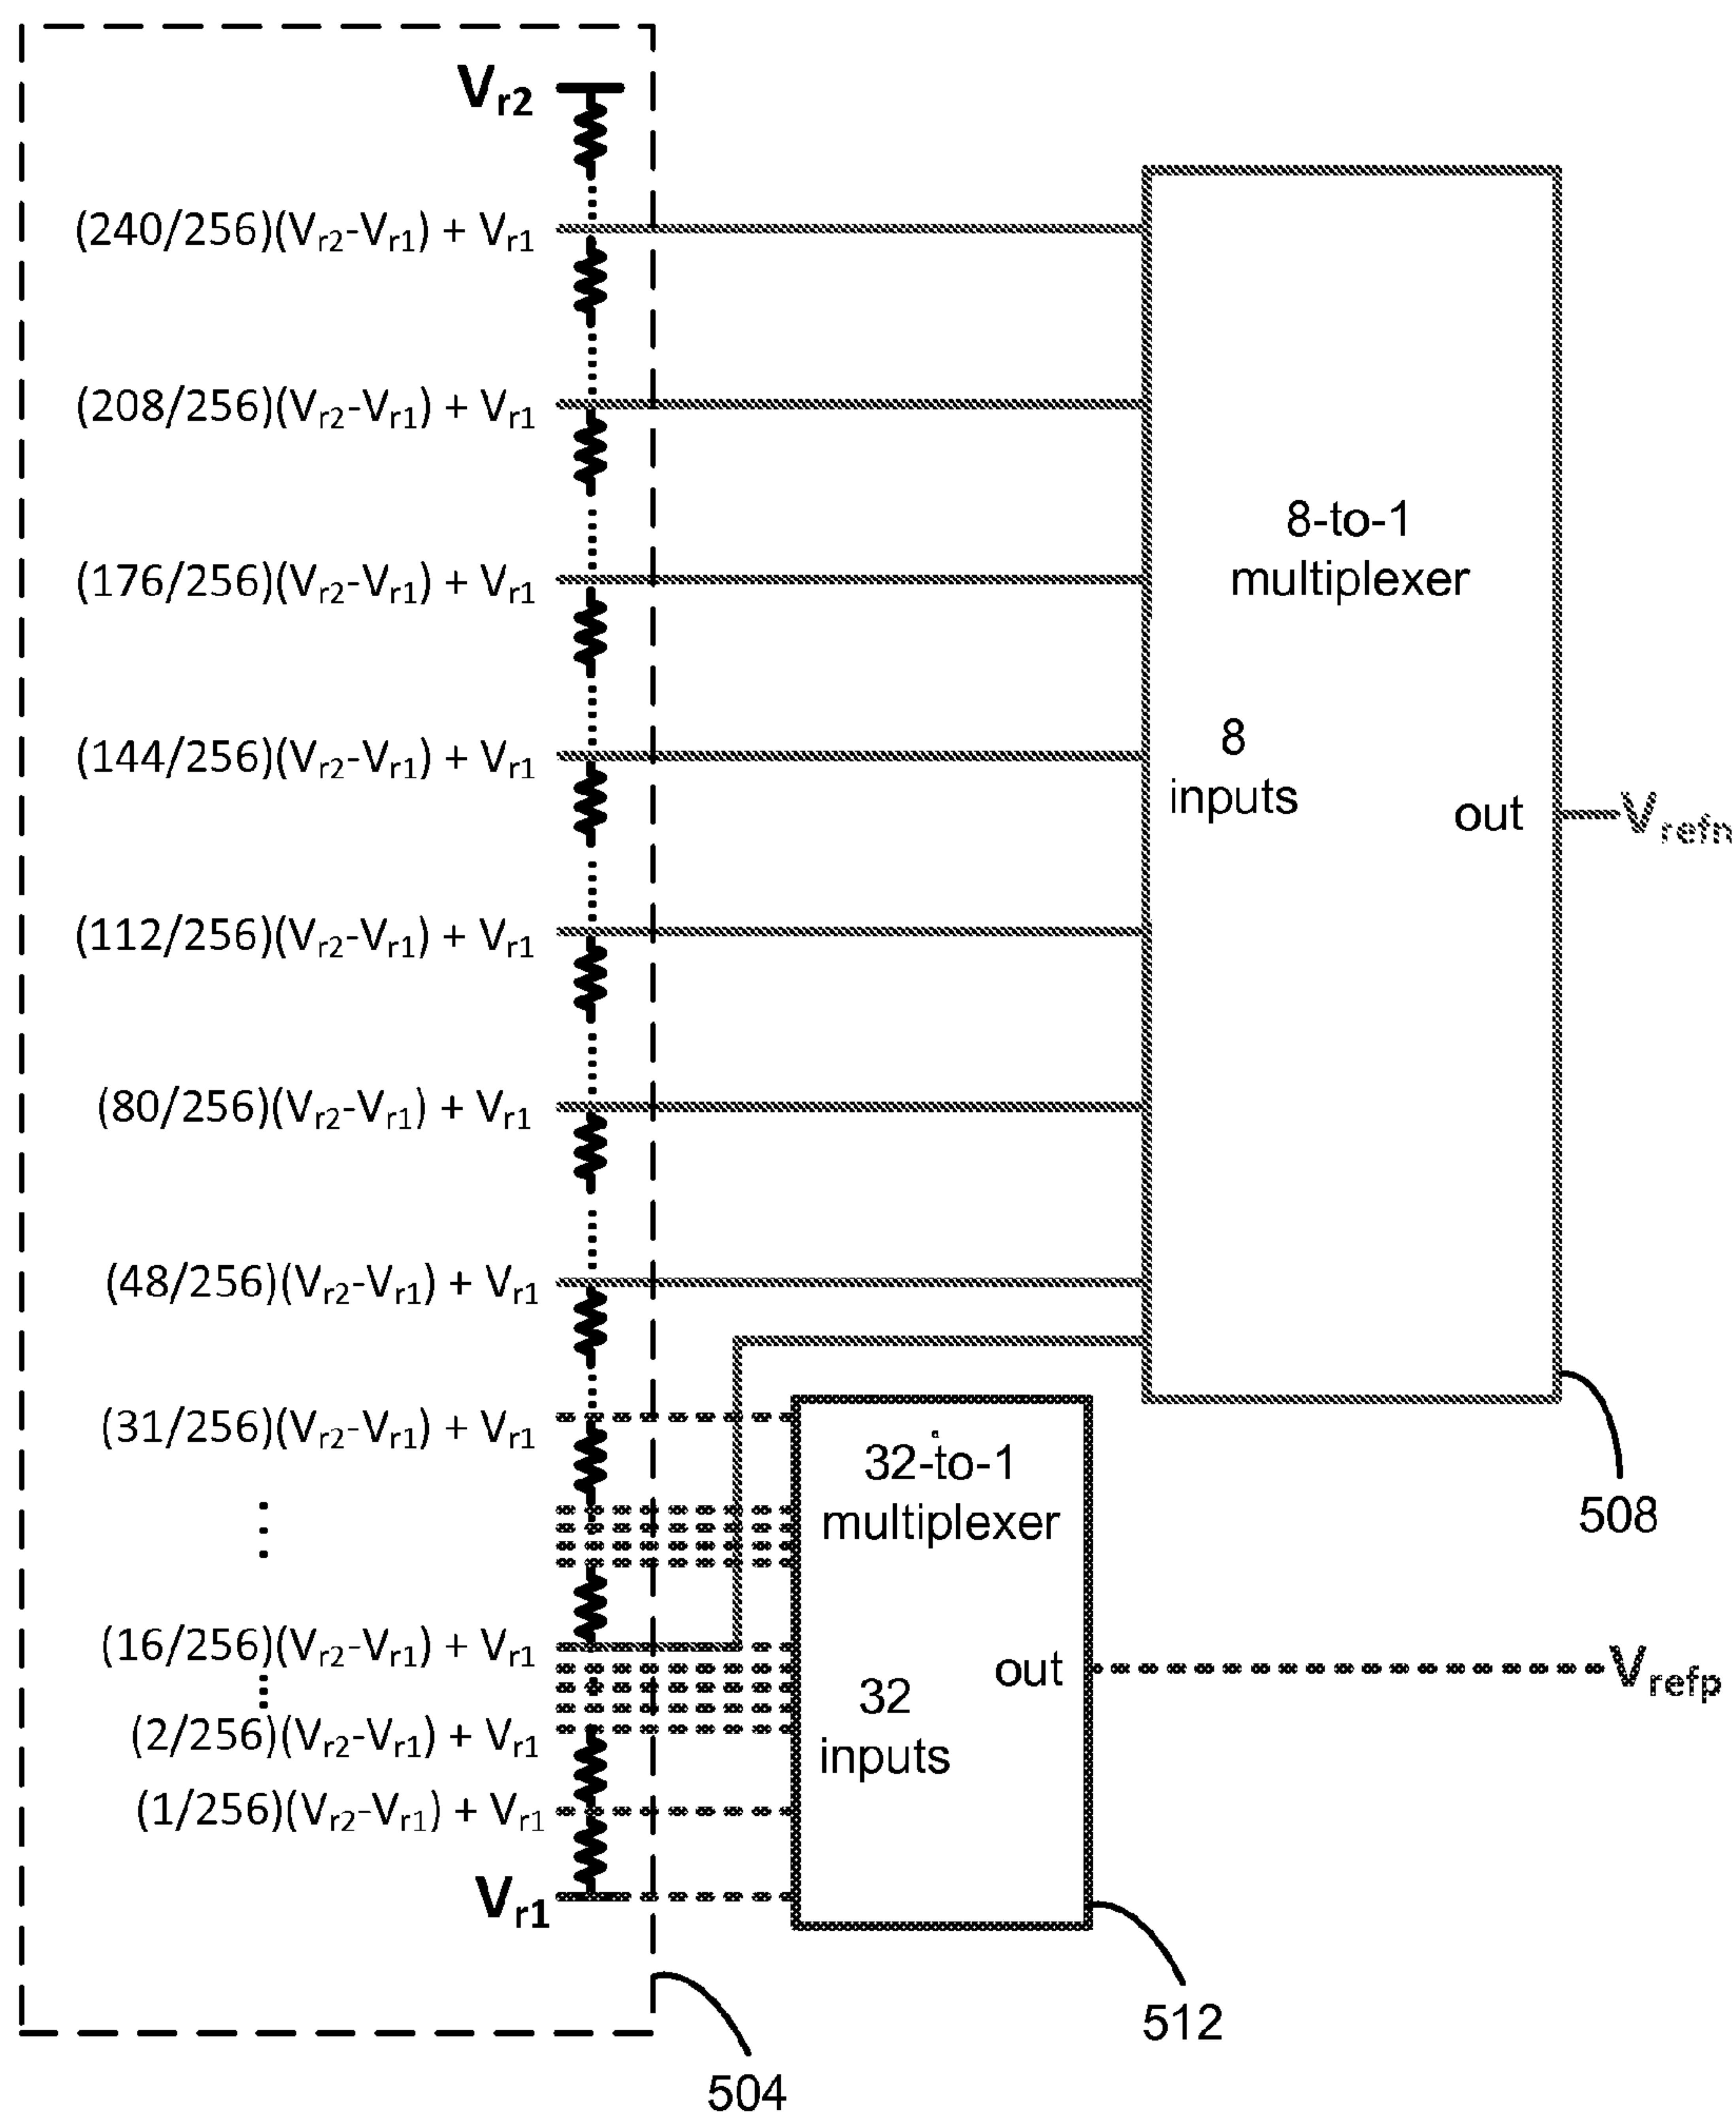 Vr2
(240/256)(Vr2-Vr1) + Vr1
(208/256)(Vr2-Vr1) + Vr1
(176/256)(Vr2-Vr1) + Vr1
(144/256)(Vr2-Vr1) + Vr1
(112/256)(Vr2-Vr1) + Vr1
(80/256)(Vr2-Vr1) + Vr1
(48/256)(Vr2-Vr1) + Vr1
(31/256)(Vr2-Vr1) + Vr1
(16/256)(Vr2-Vr1) + Vr1
(2/256)(Vr2-Vr1) + Vr1
(1/256)(Vr2-Vr1) + Vr1
Vr1
504
8-to-1
multiplexer
8
inputs
out
Vrefn
508
32-to-1
multiplexer
32
inputs
out
Vrefp
512